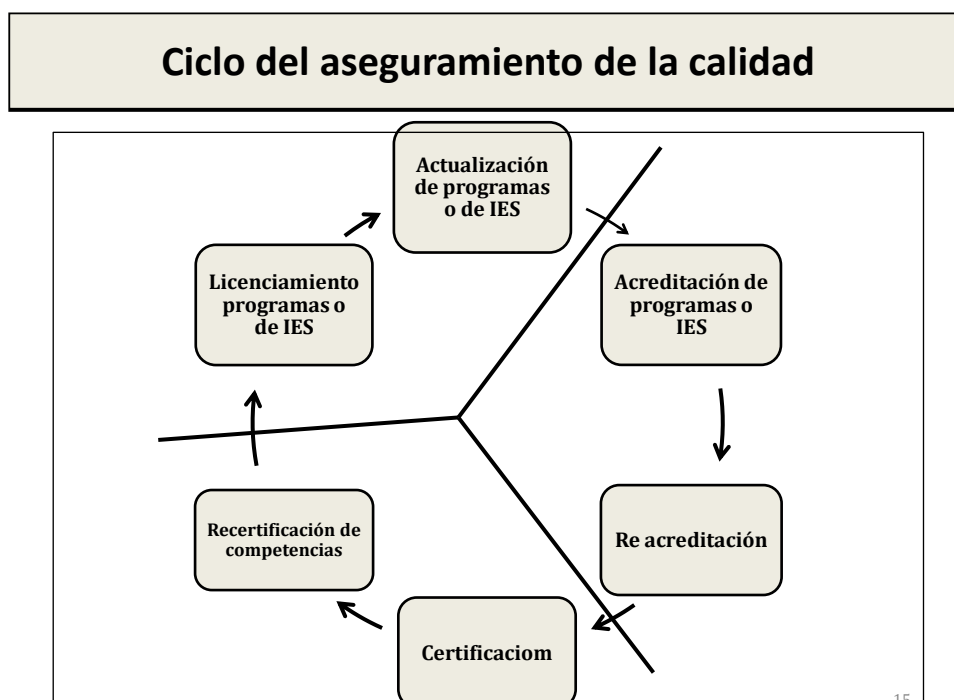 Ciclo del aseguramiento de la calidad
Actualización
de programas
o de IES
Acreditación de
programas o
IES
Re acreditación
Certificaciom
Recertificación de
competencias
Licenciamiento
programas o
de IES
15